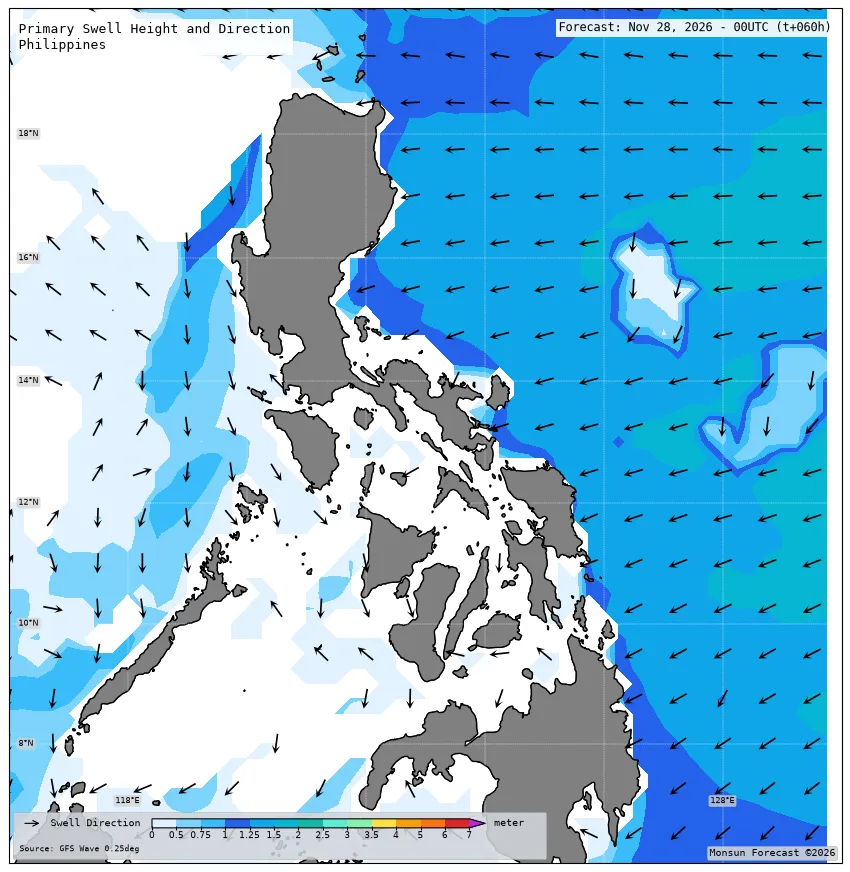 Primary Swell Height and Direction
Philippines
Forecast: Nov 28, 2026 - 00UTC (t+060h)
18°N
16°N
14°N
12°N
10°N
8°N
118°E
128°E
Swell Direction
meter
0 0.5 0.75 1.25 1.5 2 2.5 3 3.5 4 5 6 7
Source: GFS Wave 0.25deg
Monsun Forecast ©2026